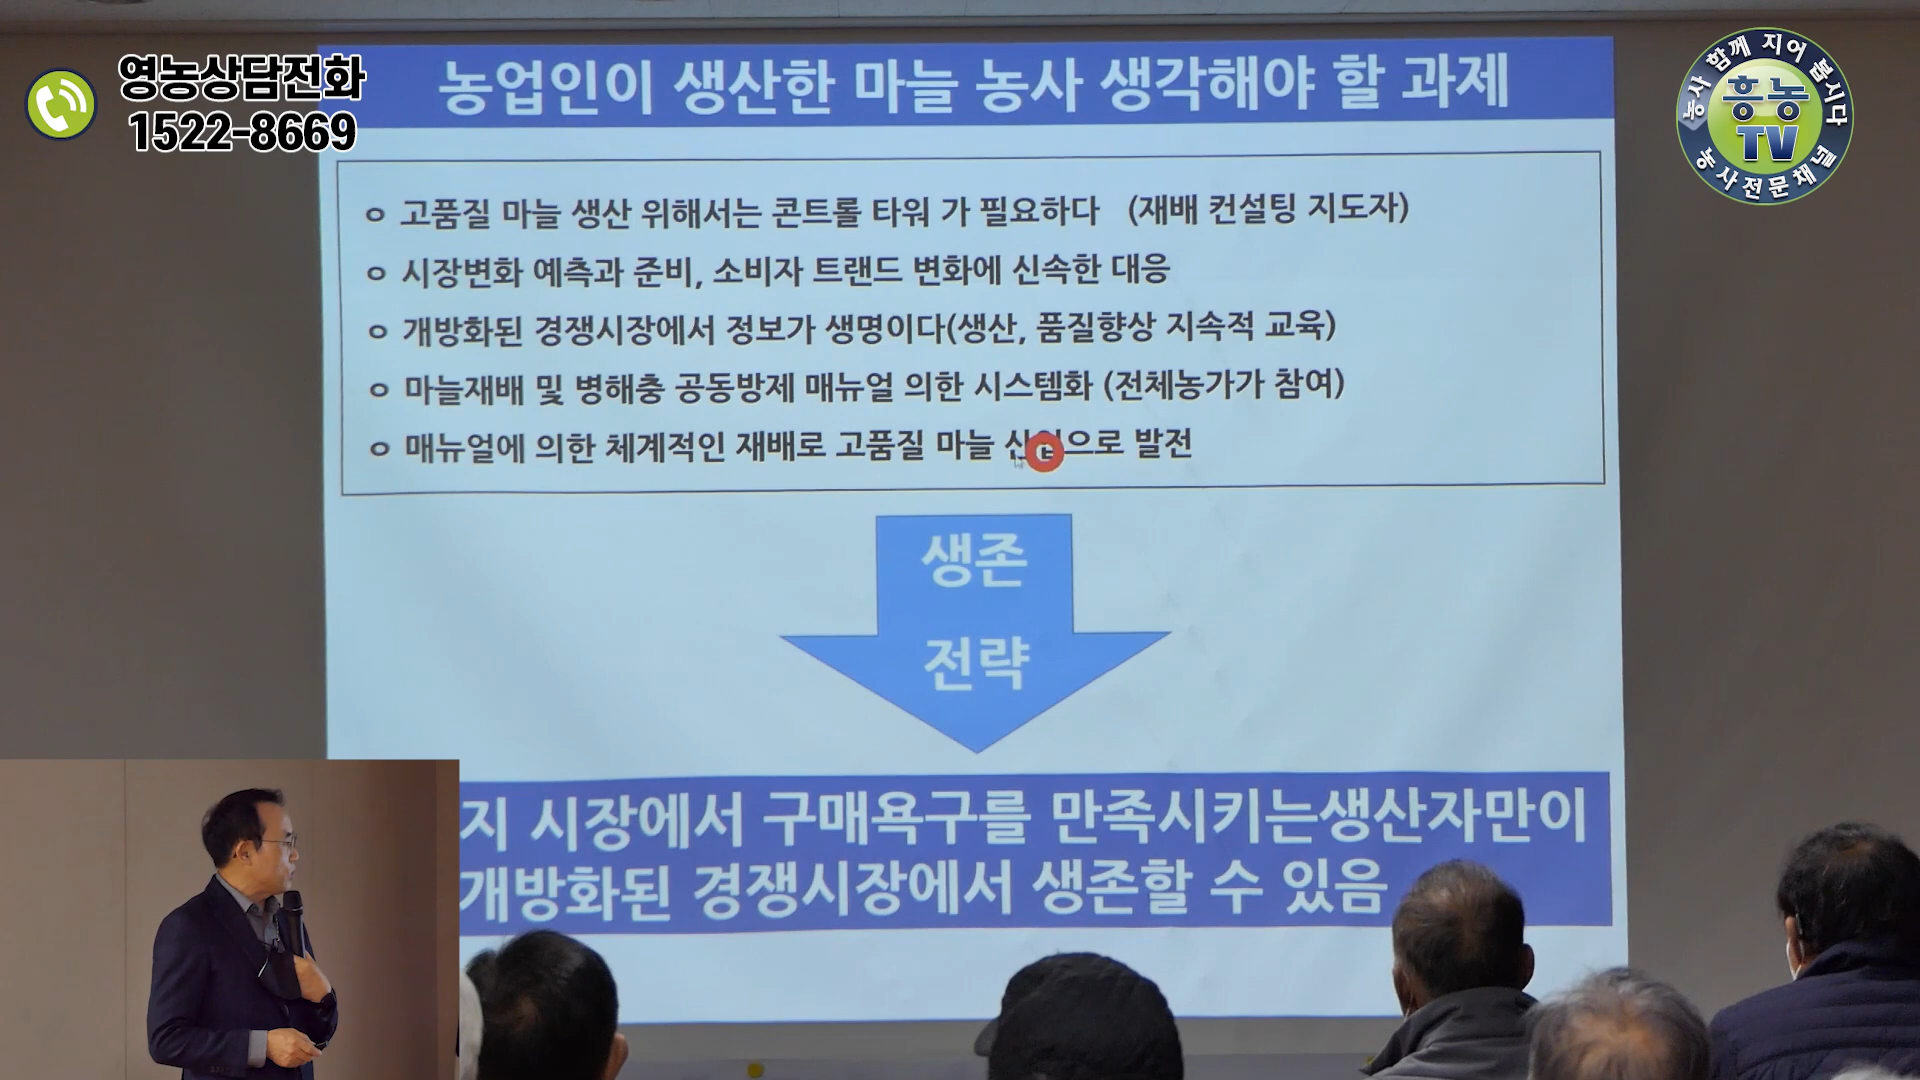 영농상담전화
1522-8669
농사 함께 지어 봅시다
흥농
TV
농사전문채널
농업인이 생산한 마늘 농사 생각해야 할 과제
ㅇ 고품질 마늘 생산 위해서는 콘트롤 타워 가 필요하다 (재배 컨설팅 지도자)
ㅇ 시장변화 예측과 준비, 소비자 트랜드 변화에 신속한 대응
ㅇ 개방화된 경쟁시장에서 정보가 생명이다(생산, 품질향상 지속적 교육)
ㅇ 마늘재배 및 병해충 공동방제 매뉴얼 의한 시스템화 (전체농가가 참여)
ㅇ 매뉴얼에 의한 체계적인 재배로 고품질 마늘 산업으로 발전
생존
전략
지 시장에서 구매욕구를 만족시키는생산자만이
개방화된 경쟁시장에서 생존할 수 있음